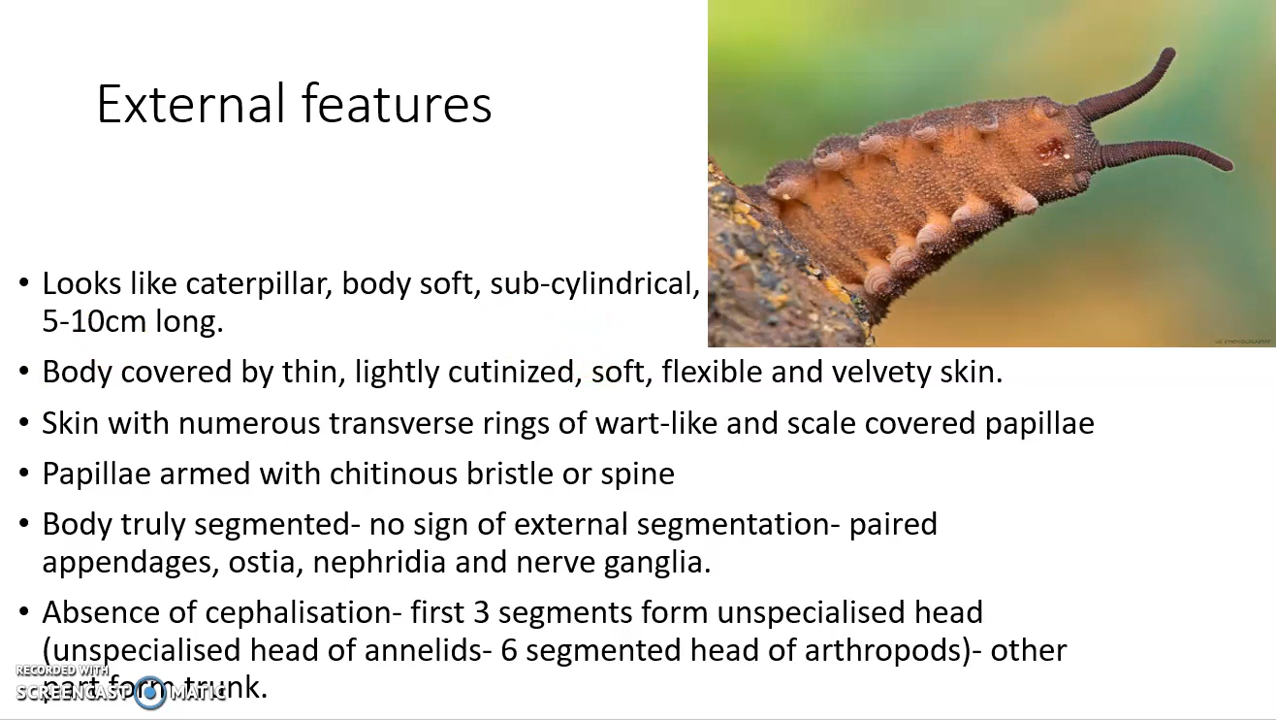 External features
• Looks like caterpillar, body soft, sub-cylindrical,
5-10cm long.
• Body covered by thin, lightly cutinized, soft, flexible and velvety skin.
• Skin with numerous transverse rings of wart-like and scale covered papillae
• Papillae armed with chitinous bristle or spine
• Body truly segmented- no sign of external segmentation- paired
appendages, ostia, nephridia and nerve ganglia.
• Absence of cephalisation- first 3 segments form unspecialised head
(unspecialised head of annelids- 6 segmented head of arthropods)- other
part form trunk.
RECORDED WITH
SCREENCAST MATIC